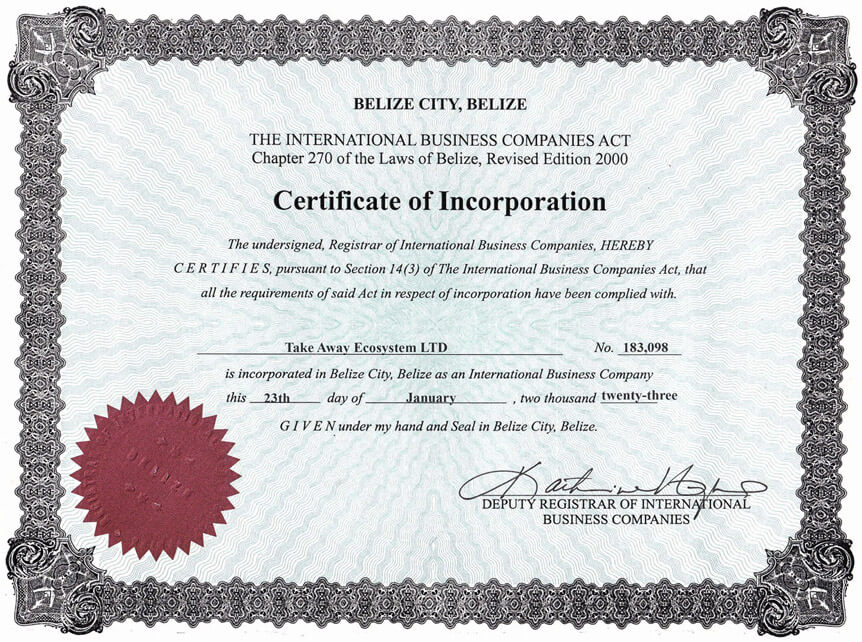 BELIZE CITY, BELIZE
THE INTERNATIONAL BUSINESS COMPANIES ACT
Chapter 270 of the Laws of Belize, Revised Edition 2000
Certificate of Incorporation
The undersigned, Registrar of International Business Companies, HEREBY
CERTIFIES, pursuant to Section 14(3) of The International Business Companies Act, that
all the requirements of said Act in respect of incorporation have been complied with.
Take Away Ecosystem LTD No. 183,098
is incorporated in Belize City, Belize as an International Business Company
this 23th day of January, two thousand twenty-three
GIVEN under my hand and Seal in Belize City, Belize.
DEPUTY REGISTRAR OF INTERNATIONAL
BUSINESS COMPANIES